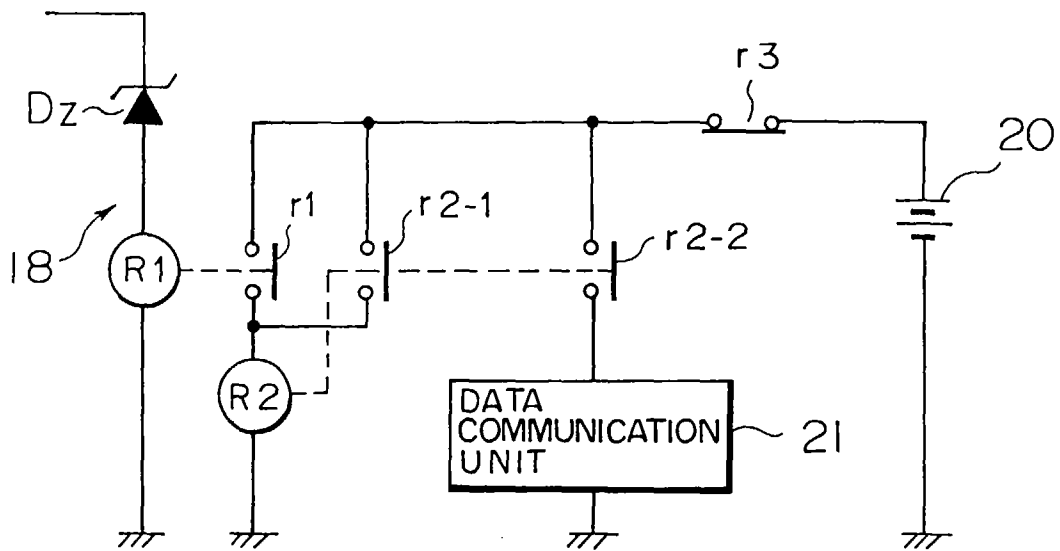 r3
Dz
20
r1
r2-1
r2-2
18
R1
R2
DATA
COMMUNICATION
UNIT
21